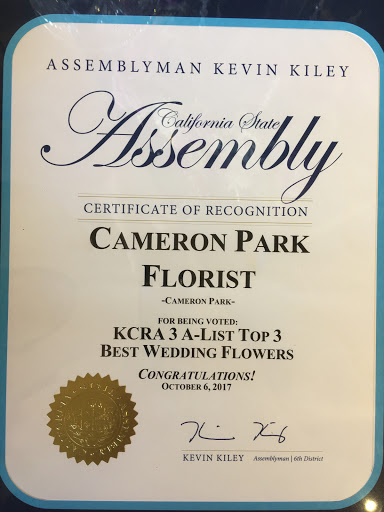 ASSEMBLYMAN KEVIN KILEY
California State
Assembly
CERTIFICATE OF RECOGNITION
CAMERON PARK
FLORIST
-CAMERON PARK-
FOR BEING VOTED:
KCRA 3 A-LIST TOP 3
BEST WEDDING FLOWERS
CONGRATULATIONS!
OCTOBER 6, 2017
KEVIN KILEY Assemblyman | 6th District